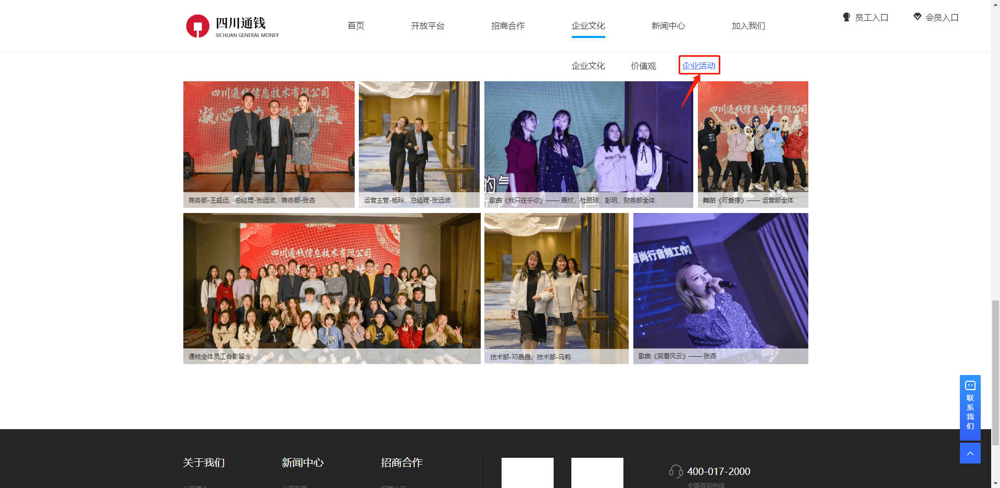 四川通钱
SICHUAN GENERAL MONEY
首页
开放平台
招商合作
企业文化
新闻中心
加入我们
员工入口
会员入口
企业文化
价值观
企业活动
四川通钱信息技术有限公司
商务部-王超远、总经理-张远波、商务部-张杏
运营主管-杨玲、总经理-张远波
歌曲《我只在乎你》—— 聂欣、杜丽琼、彭玥、财务部全体
四川通钱信息技术有限公司
舞蹈《可爱摆》—— 运营部全体
四川通钱信息技术有限公司
通钱全体员工合影留念
技术部-邓晶晶、技术部-马莉
尚行音频工作
歌曲《笑看风云》—— 张杏
联系我们
关于我们
新闻中心
招商合作
400-017-2000
全国咨询热线